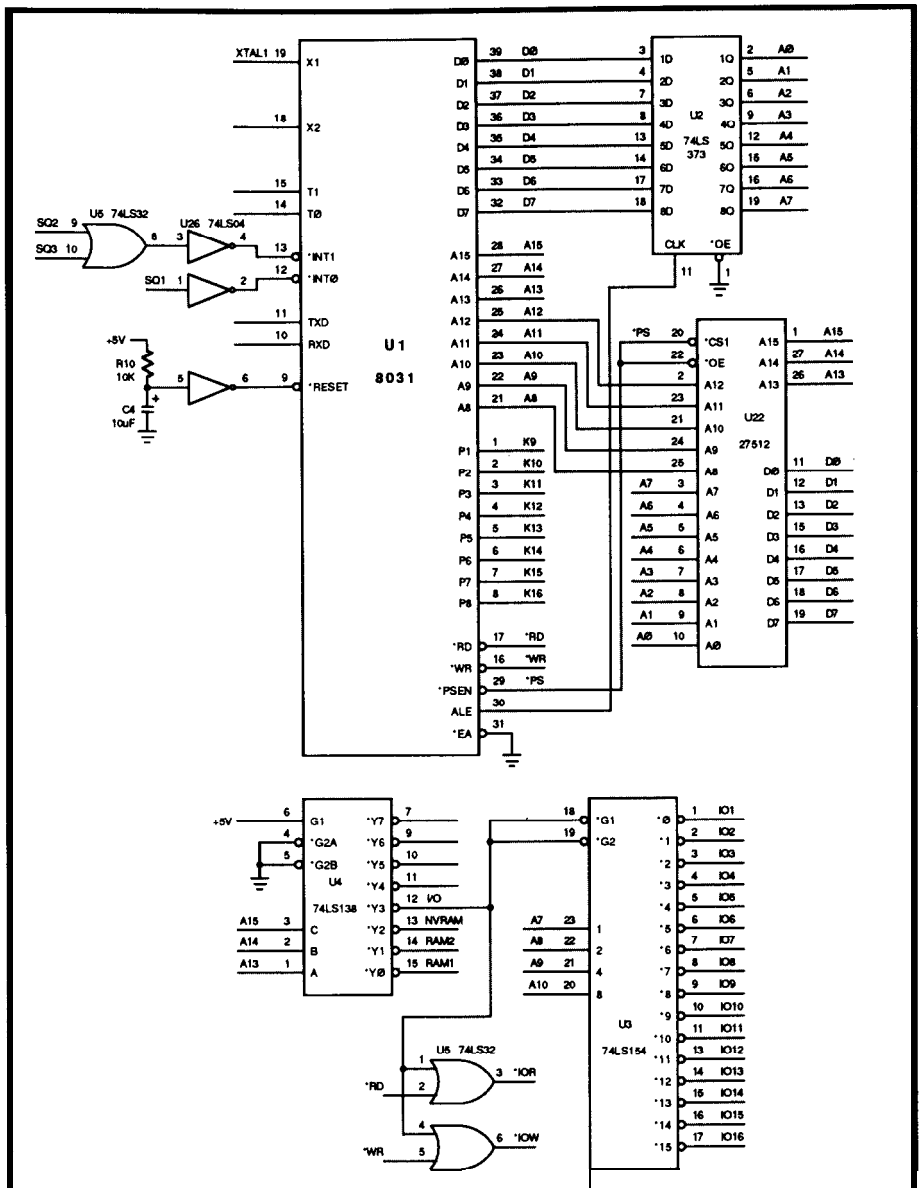 XTAL1 19 X1
18 X2
15 T1
14 TØ
SQ2 9 U5 74LS32
SQ3 10 8
3 U26 74LS04 4 13 *INT1
SQ1 1 2 12 *INTØ
11 TXD
10 RXD
+5V
R10
10K
5 6 9 *RESET
C4 +
10uF
U1
8031
DØ 39 DØ
D1 38 D1
D2 37 D2
D3 36 D3
D4 35 D4
D5 34 D5
D6 33 D6
D7 32 D7
A15 28 A15
A14 27 A14
A13 26 A13
A12 25 A12
A11 24 A11
A10 23 A10
A9 22 A9
A8 21 A8
P1 1 K9
P2 2 K10
P3 3 K11
P4 4 K12
P5 5 K13
P6 6 K14
P7 7 K15
P8 8 K16
*RD 17 *RD
*WR 16 *WR
*PSEN 29 *PS
ALE 30
*EA 31
3 1D 1Q 2 AØ
4 2D 2Q 5 A1
7 3D 3Q 6 A2
8 4D 4Q 9 A3
13 5D 5Q 12 A4
14 6D 6Q 15 A5
17 7D 7Q 16 A6
18 8D 8Q 19 A7
U2
74LS
373
CLK *OE
11 1
*PS 20 *CS1
22 *OE
2 A12
23 A11
21 A10
24 A9
25 A8
A7 3 A7
A6 4 A6
A5 5 A5
A4 6 A4
A3 7 A3
A2 8 A2
A1 9 A1
AØ 10 AØ
U22
27512
A15 1 A15
A14 27 A14
A13 26 A13
DØ 11 DØ
D1 12 D1
D2 13 D2
D3 15 D3
D4 16 D4
D5 17 D5
D6 18 D6
D7 19 D7
+5V 6 G1
4 *G2A
5 *G2B
U4
74LS138
A15 3 C
A14 2 B
A13 1 A
*Y7 7
*Y6 9
*Y5 10
*Y4 11
*Y3 12 I/O
*Y2 13 NVRAM
*Y1 14 RAM2
*YØ 15 RAM1
U5 74LS32
1 3 *IOR
*RD 2
4 6 *IOW
*WR 5
18 *G1
19 *G2
A7 23 1
A8 22 2
A9 21 4
A10 20 8
U3
74LS154
*Ø 1 IO1
*1 2 IO2
*2 3 IO3
*3 4 IO4
*4 5 IO5
*5 6 IO6
*6 7 IO7
*7 8 IO8
*8 9 IO9
*9 10 IO10
*10 11 IO11
*11 13 IO12
*12 14 IO13
*13 15 IO14
*14 16 IO15
*15 17 IO16